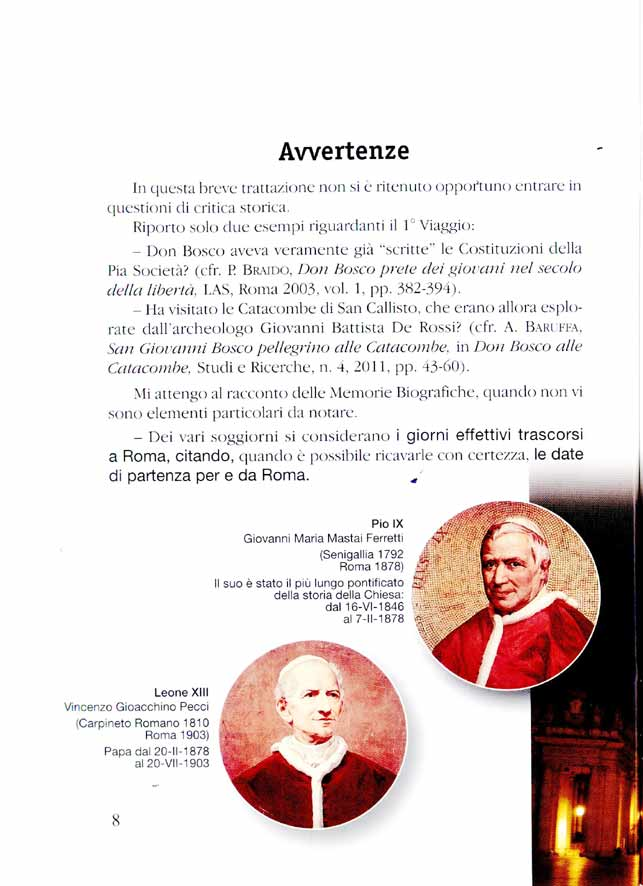 Avvertenze
In questa breve trattazione non si è ritenuto opportuno entrare in
questioni di critica storica.
Riporto solo due esempi riguardanti il 1° Viaggio:
– Don Bosco aveva veramente già “scritte” le Costituzioni della
Pia Società? (cfr. P. BRAIDO, Don Bosco prete dei giovani nel secolo
della libertà, LAS, Roma 2003, vol. 1, pp. 382-394).
– Ha visitato le Catacombe di San Callisto, che erano allora esplo-
rate dall'archeologo Giovanni Battista De Rossi? (cfr. A. BARUFFA,
San Giovanni Bosco pellegrino alle Catacombe, in Don Bosco alle
Catacombe, Studi e Ricerche, n. 4, 2011, pp. 43-60).
Mi attengo al racconto delle Memorie Biografiche, quando non vi
sono elementi particolari da notare.
– Dei vari soggiorni si considerano i giorni effettivi trascorsi
a Roma, citando, quando è possibile ricavarle con certezza, le date
di partenza per e da Roma.
Pio IX
Giovanni Maria Mastai Ferretti
(Senigallia 1792
Roma 1878)
Il suo è stato il più lungo pontificato
della storia della Chiesa:
dal 16-VI-1846
al 7-II-1878
Leone XIII
Vincenzo Gioacchino Pecci
(Carpineto Romano 1810
Roma 1903)
Papa dal 20-II-1878
al 20-VII-1903
8